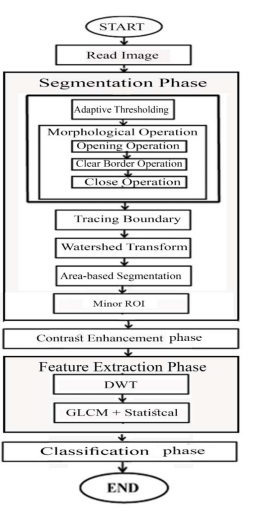 START
Read Image
Segmentation Phase
Adaptive Thresholding
Morphological Operation
Opening Operation
Clear Border Operation
Close Operation
Tracing Boundary
Watershed Transform
Area-based Segmentation
Minor ROI
Contrast Enhancement phase
Feature Extraction Phase
DWT
GLCM + Statistcal
Classification phase
END